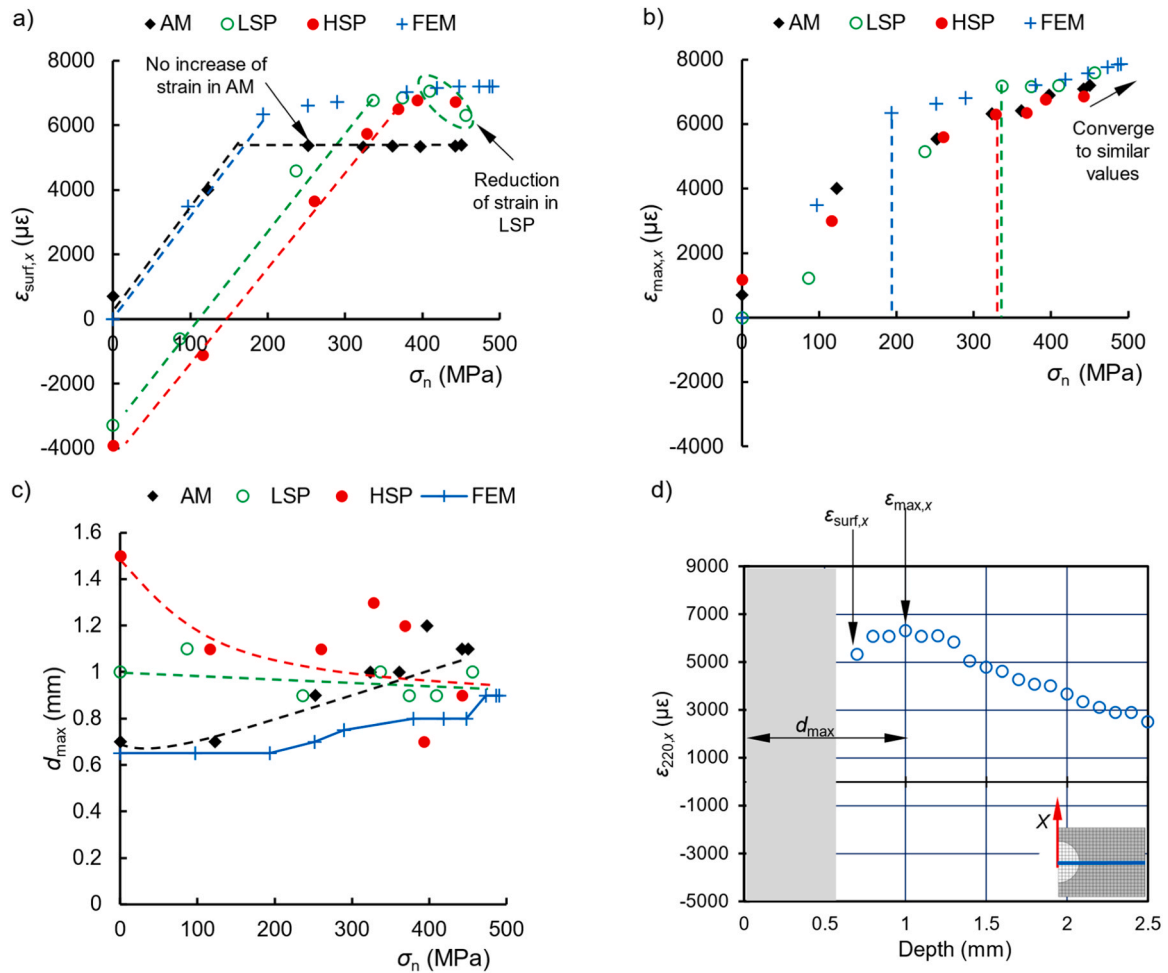 a)
AM LSP HSP FEM
8000
6000
4000
2000
0
-2000
-4000
0 100 200 300 400 500
εsurf,x (με)
σn (MPa)
No increase of
strain in AM
Reduction
of strain in
LSP
b)
AM LSP HSP FEM
8000
6000
4000
2000
0
-2000
-4000
0 100 200 300 400 500
εmax,x (με)
σn (MPa)
Converge
to similar
values
c)
AM LSP HSP FEM
1.6
1.4
1.2
1
0.8
0.6
0.4
0.2
0
0 100 200 300 400 500
dmax (mm)
σn (MPa)
d)
εmax,x
εsurf,x
9000
7000
5000
3000
1000
-1000
-3000
-5000
ε220,x (με)
dmax
X
0 0.5 1 1.5 2 2.5
Depth (mm)